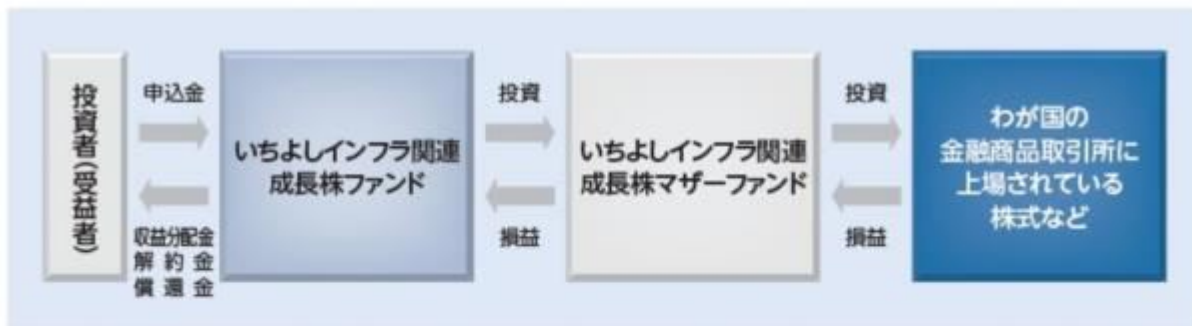 投資者(受益者)
申込金
収益分配金
解約金
償還金
いちよしインフラ関連
成長株ファンド
投資
損益
いちよしインフラ関連
成長株マザーファンド
投資
損益
わが国の
金融商品取引所に
上場されている
株式など